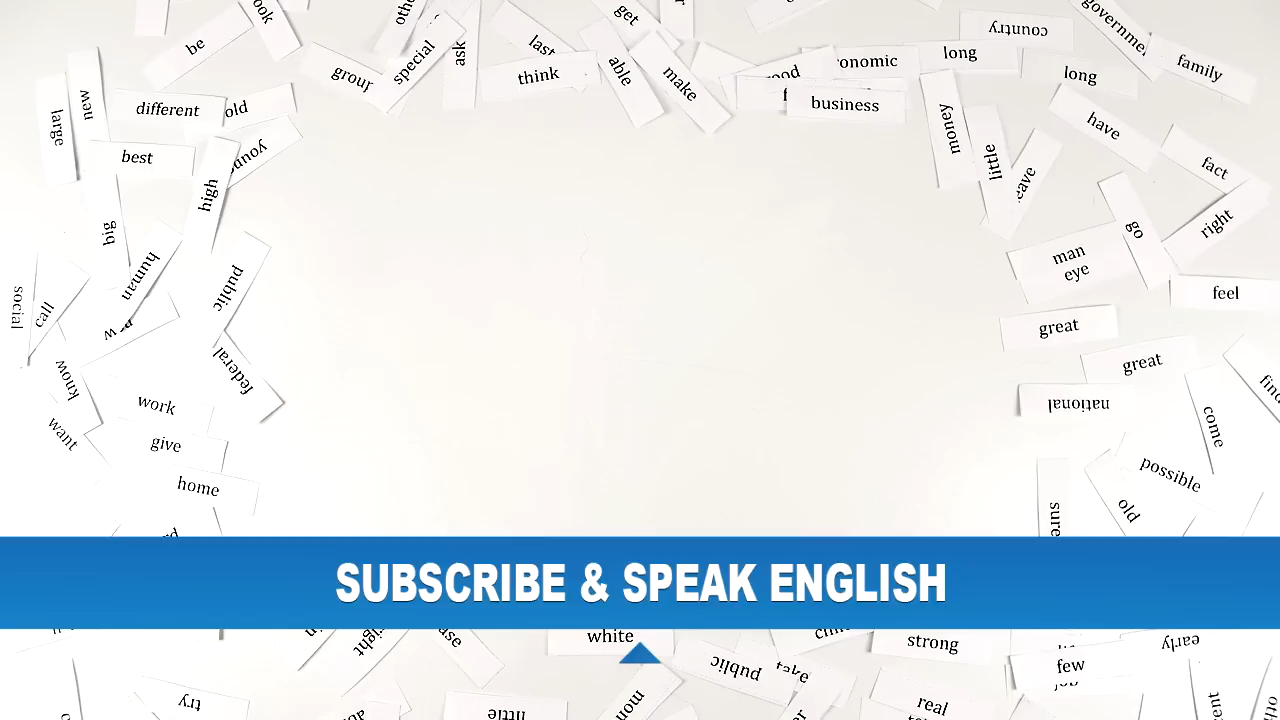 get
country
government
be
special
ask
last
think
able
make
economic
long
long
family
different
old
business
large
new
best
young
high
money
little
have
fact
right
go
big
human
public
man
eye
feel
social
call
great
great
know
federal
national
work
want
give
home
come
possible
old
sure
SUBSCRIBE & SPEAK ENGLISH
white
strong
early
few
public
take
try
little
real